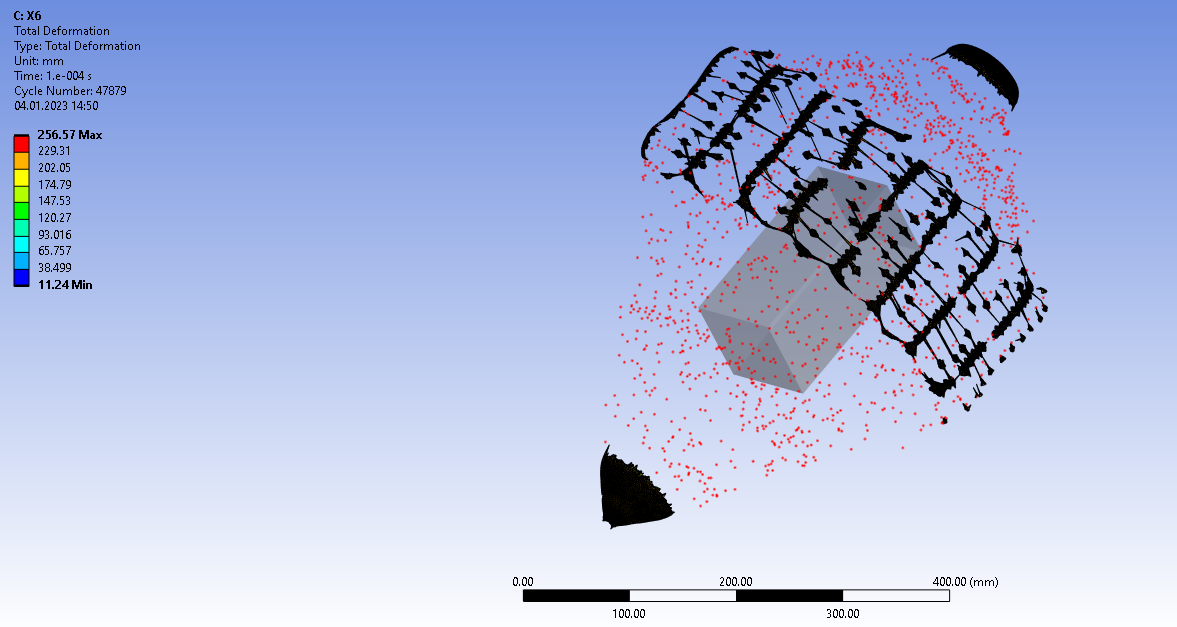 C: X6
Total Deformation
Type: Total Deformation
Unit: mm
Time: 1.e-004 s
Cycle Number: 47879
04.01.2023 14:50
256.57 Max
229.31
202.05
174.79
147.53
120.27
93.016
65.757
38.499
11.24 Min
0.00 200.00 400.00 (mm)
100.00 300.00